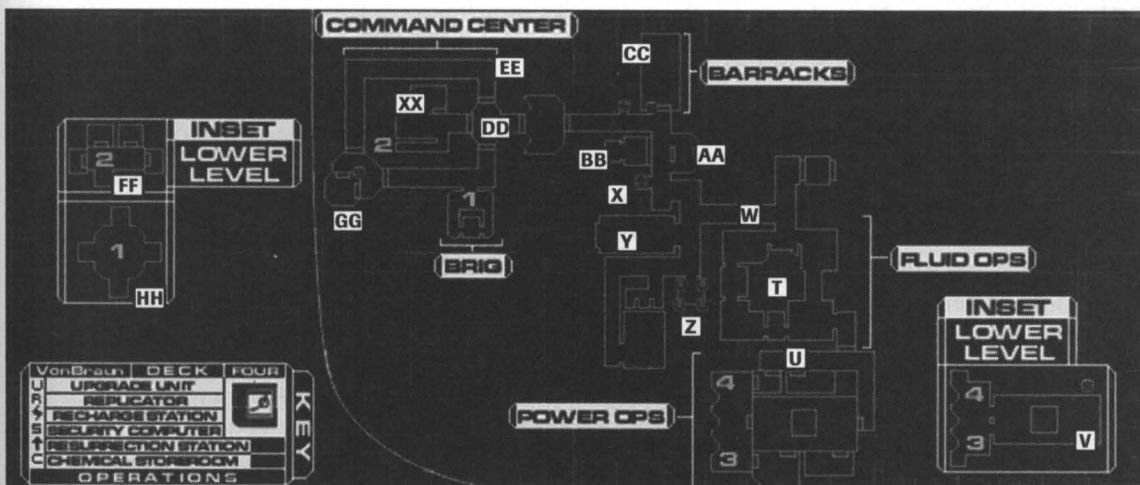 COMMAND CENTER
EE
XX
DD
2
GG
1
BRIG
CC
BARRACKS
BB
AA
X
W
Y
T
Z
FLUID OPS
U
POWER OPS
4
3
INSET
LOWER
LEVEL
2
FF
1
HH
INSET
LOWER
LEVEL
4
3
V
VonBraun DECK FOUR
U UPGRADE UNIT
R REPLICATOR
RECHARGE STATION
S SECURITY COMPUTER
RESURRECTION STATION
C CHEMICAL STOREROOM
OPERATIONS
KEY